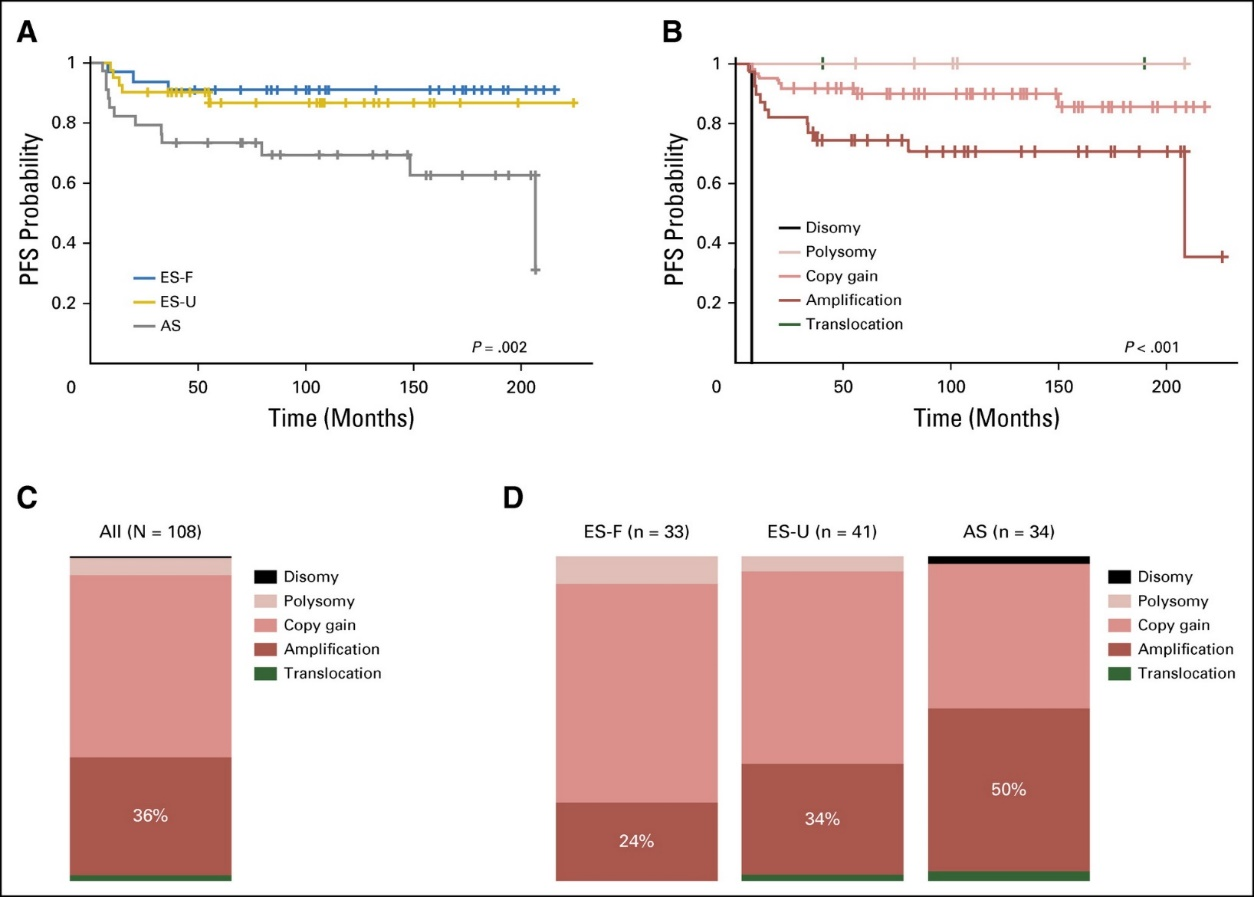 A
1
0.8
0.6
0.4
0.2
PFS Probability
ES-F
ES-U
AS
P = .002
0 50 100 150 200
Time (Months)
B
1
0.8
0.6
0.4
0.2
PFS Probability
Disomy
Polysomy
Copy gain
Amplification
Translocation
P < .001
0 50 100 150 200
Time (Months)
C
All (N = 108)
36%
Disomy
Polysomy
Copy gain
Amplification
Translocation
D
ES-F (n = 33) ES-U (n = 41) AS (n = 34)
24% 34% 50%
Disomy
Polysomy
Copy gain
Amplification
Translocation